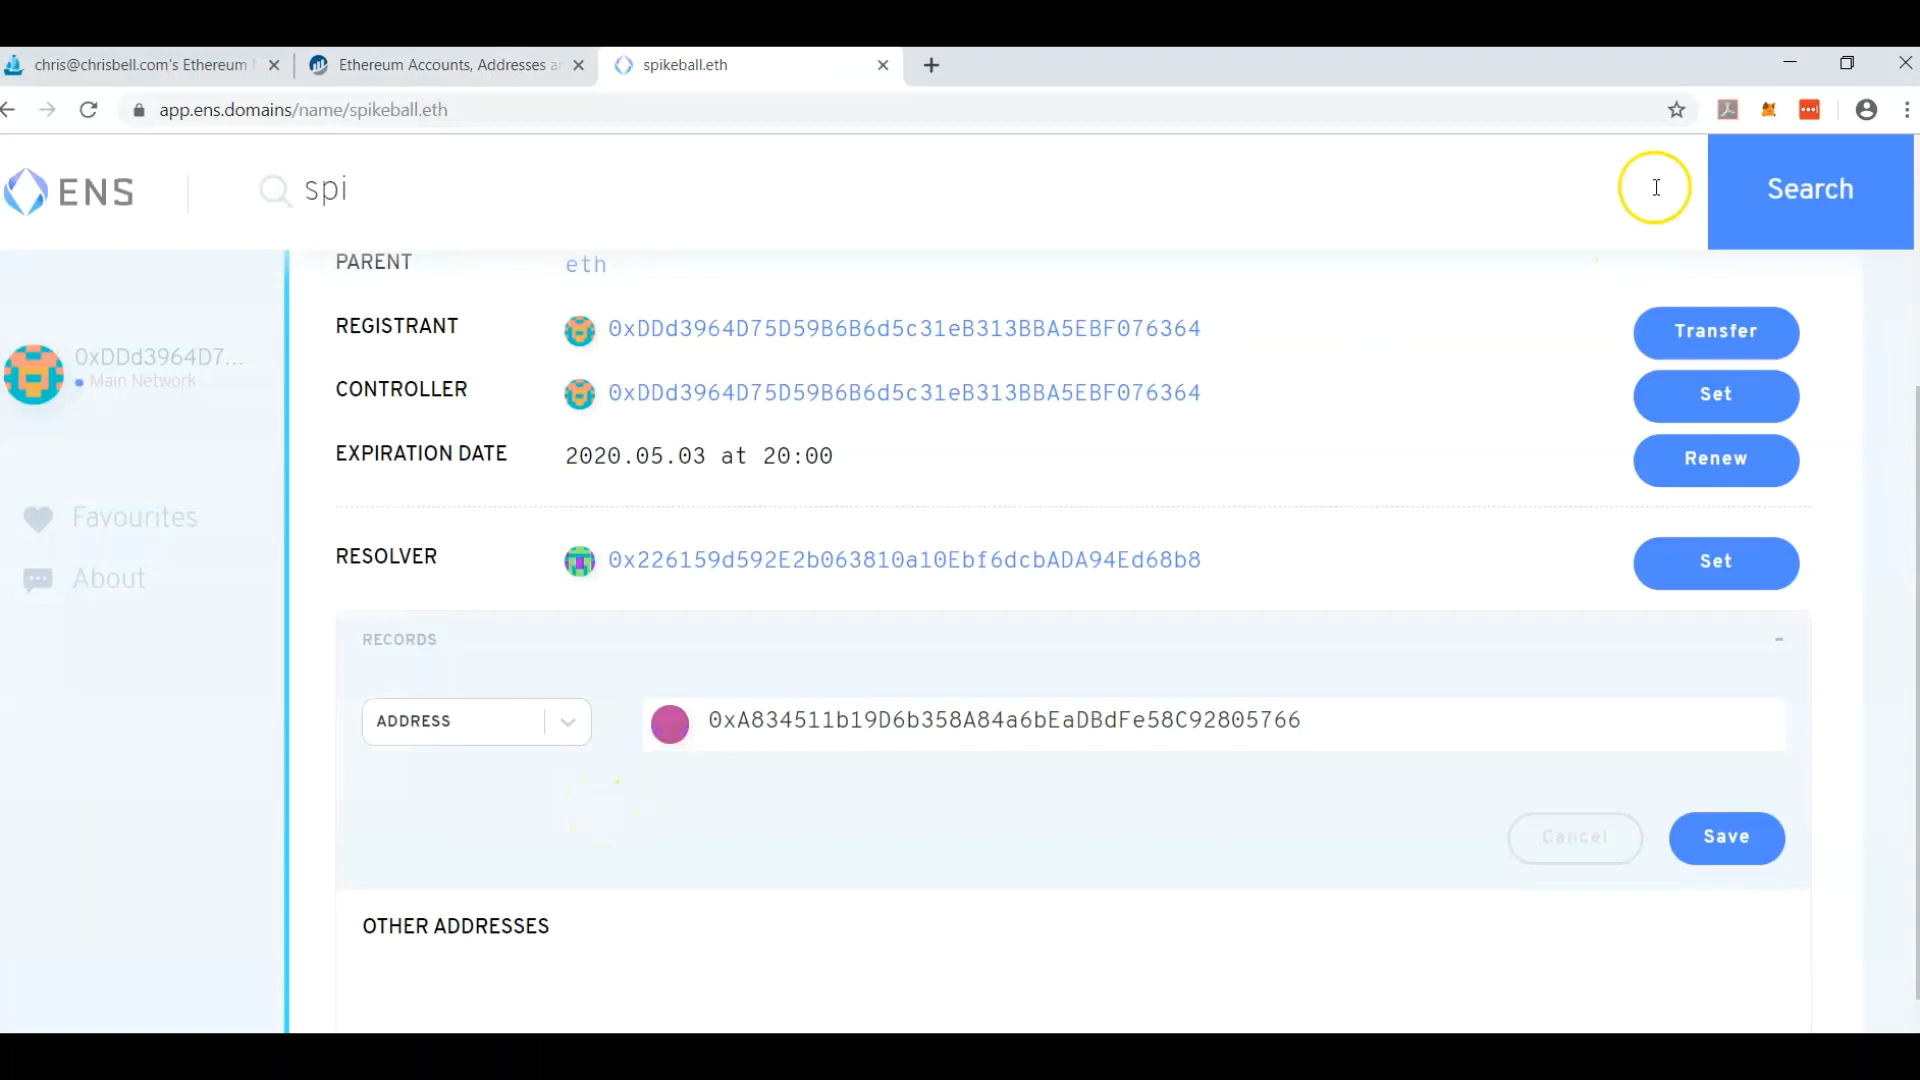 chris@chrisbell.com's Ethereum
Ethereum Accounts, Addresses a
spikeball.eth
app.ens.domains/name/spikeball.eth
ENS
spi
Search
PARENT
eth
REGISTRANT
0xDDd3964D75D59B6B6d5c31eB313BBA5EBF076364
Transfer
0xDDd3964D7...
Main Network
CONTROLLER
0xDDd3964D75D59B6B6d5c31eB313BBA5EBF076364
Set
EXPIRATION DATE
2020.05.03 at 20:00
Renew
Favourites
RESOLVER
0x226159d592E2b063810a10Ebf6dcbADA94Ed68b8
Set
About
RECORDS
ADDRESS
0xA834511b19D6b358A84a6bEaDBdFe58C92805766
Cancel
Save
OTHER ADDRESSES